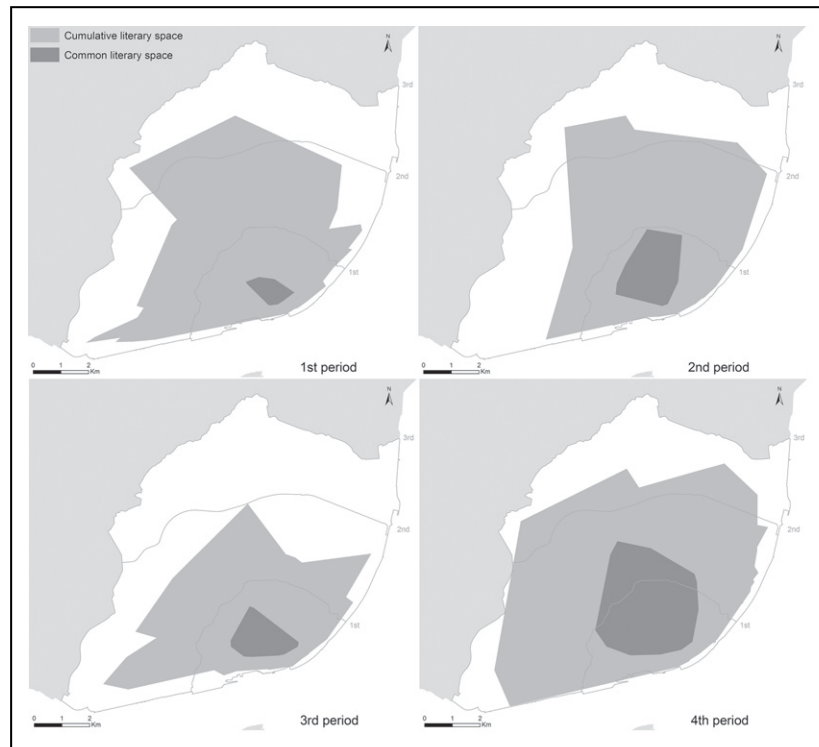 Cumulative literary space
Common literary space
N
3rd
2nd
1st
0 1 2
Km
1st period
N
3rd
2nd
1st
0 1 2
Km
2nd period
N
3rd
2nd
1st
0 1 2
Km
3rd period
N
3rd
2nd
1st
0 1 2
Km
4th period